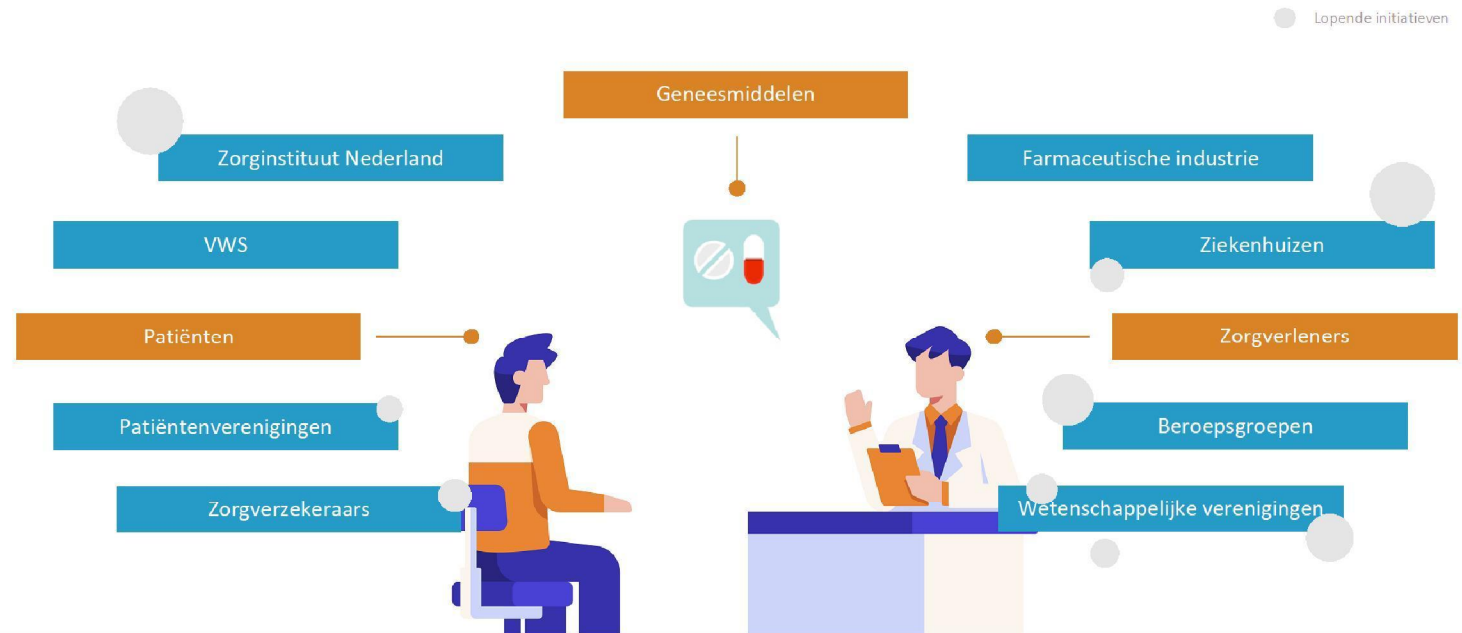 Lopende initiatieven
Geneesmiddelen
Zorginstituut Nederland
Farmaceutische industrie
VWS
Ziekenhuizen
Patiënten
Zorgverleners
Patiëntenverenigingen
Beroepsgroepen
Zorgverzekeraars
Wetenschappelijke verenigingen